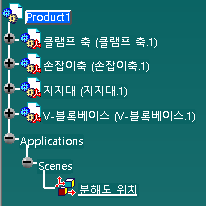 Product1
클램프 축 (클램프 축.1)
손잡이축 (손잡이축.1)
지지대 (지지대.1)
V-블록베이스 (V-블록베이스.1)
Applications
Scenes
분해도 위치